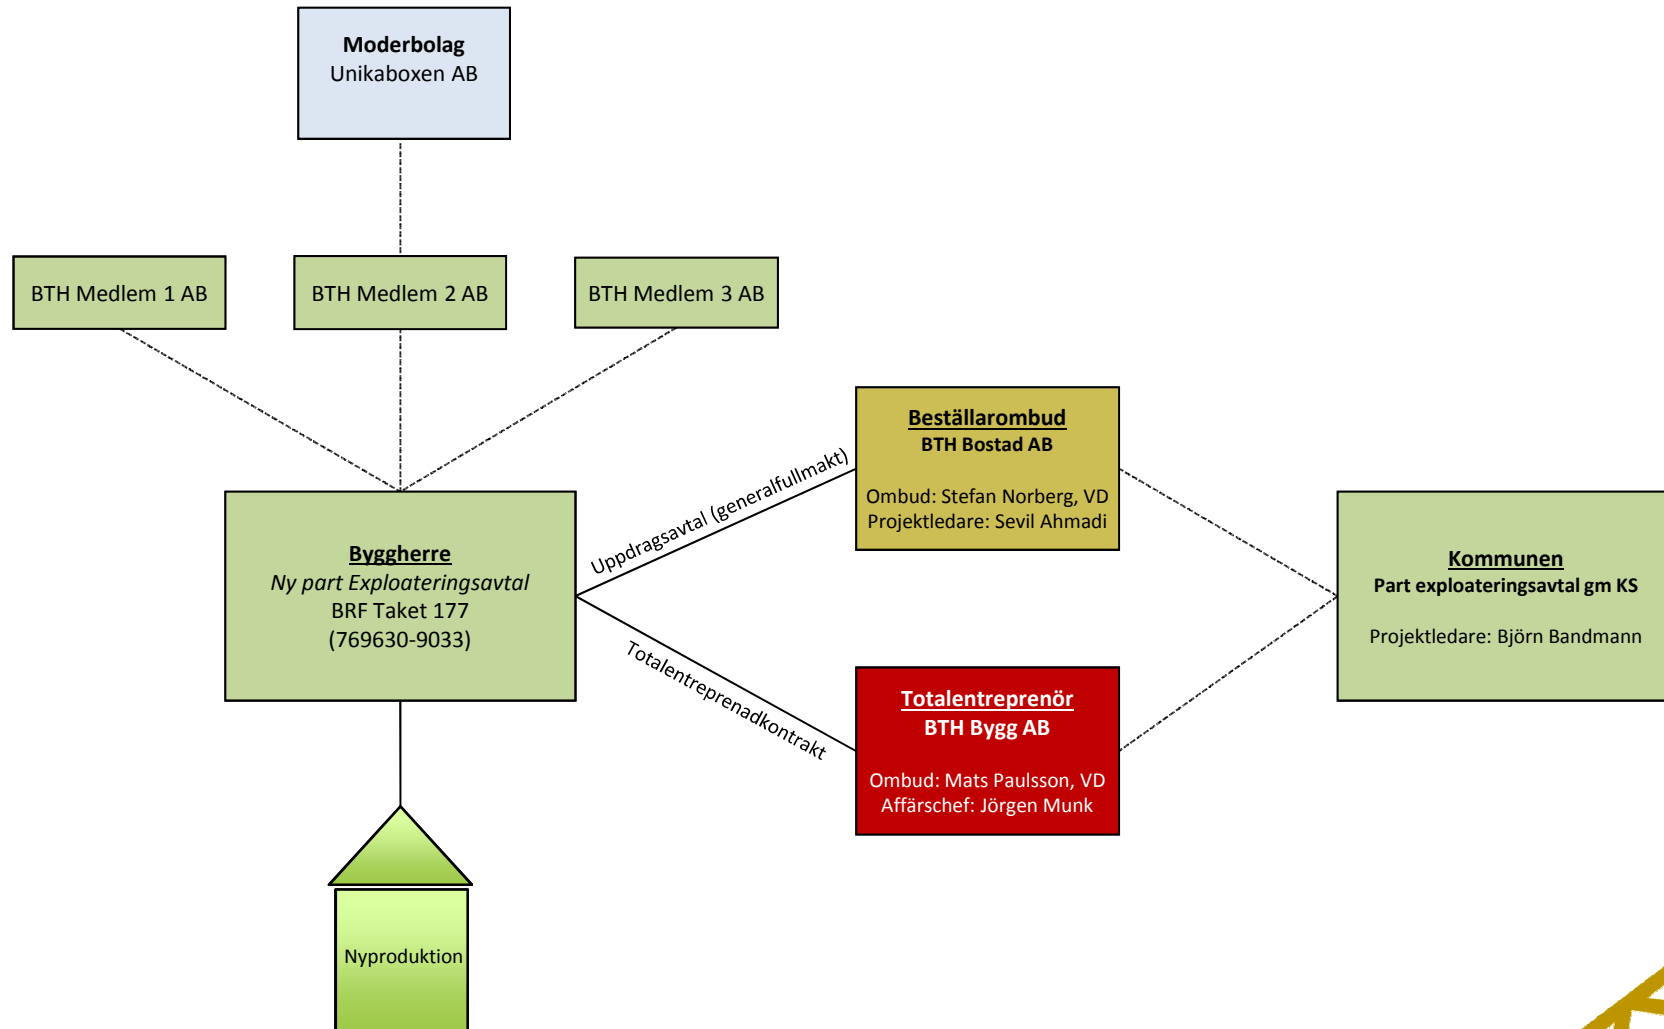 Moderbolag
Unikaboxen AB
BTH Medlem 1 AB
BTH Medlem 2 AB
BTH Medlem 3 AB
Beställarombud
BTH Bostad AB
Ombud: Stefan Norberg, VD
Projektledare: Sevil Ahmadi
Uppdragsavtal (generalfullmakt)
Byggherre
Ny part Exploateringsavtal
BRF Taket 177
(769630-9033)
Kommunen
Part exploateringsavtal gm KS
Projektledare: Björn Bandmann
Totalentreprenadkontrakt
Totalentreprenör
BTH Bygg AB
Ombud: Mats Paulsson, VD
Affärschef: Jörgen Munk
Nyproduktion